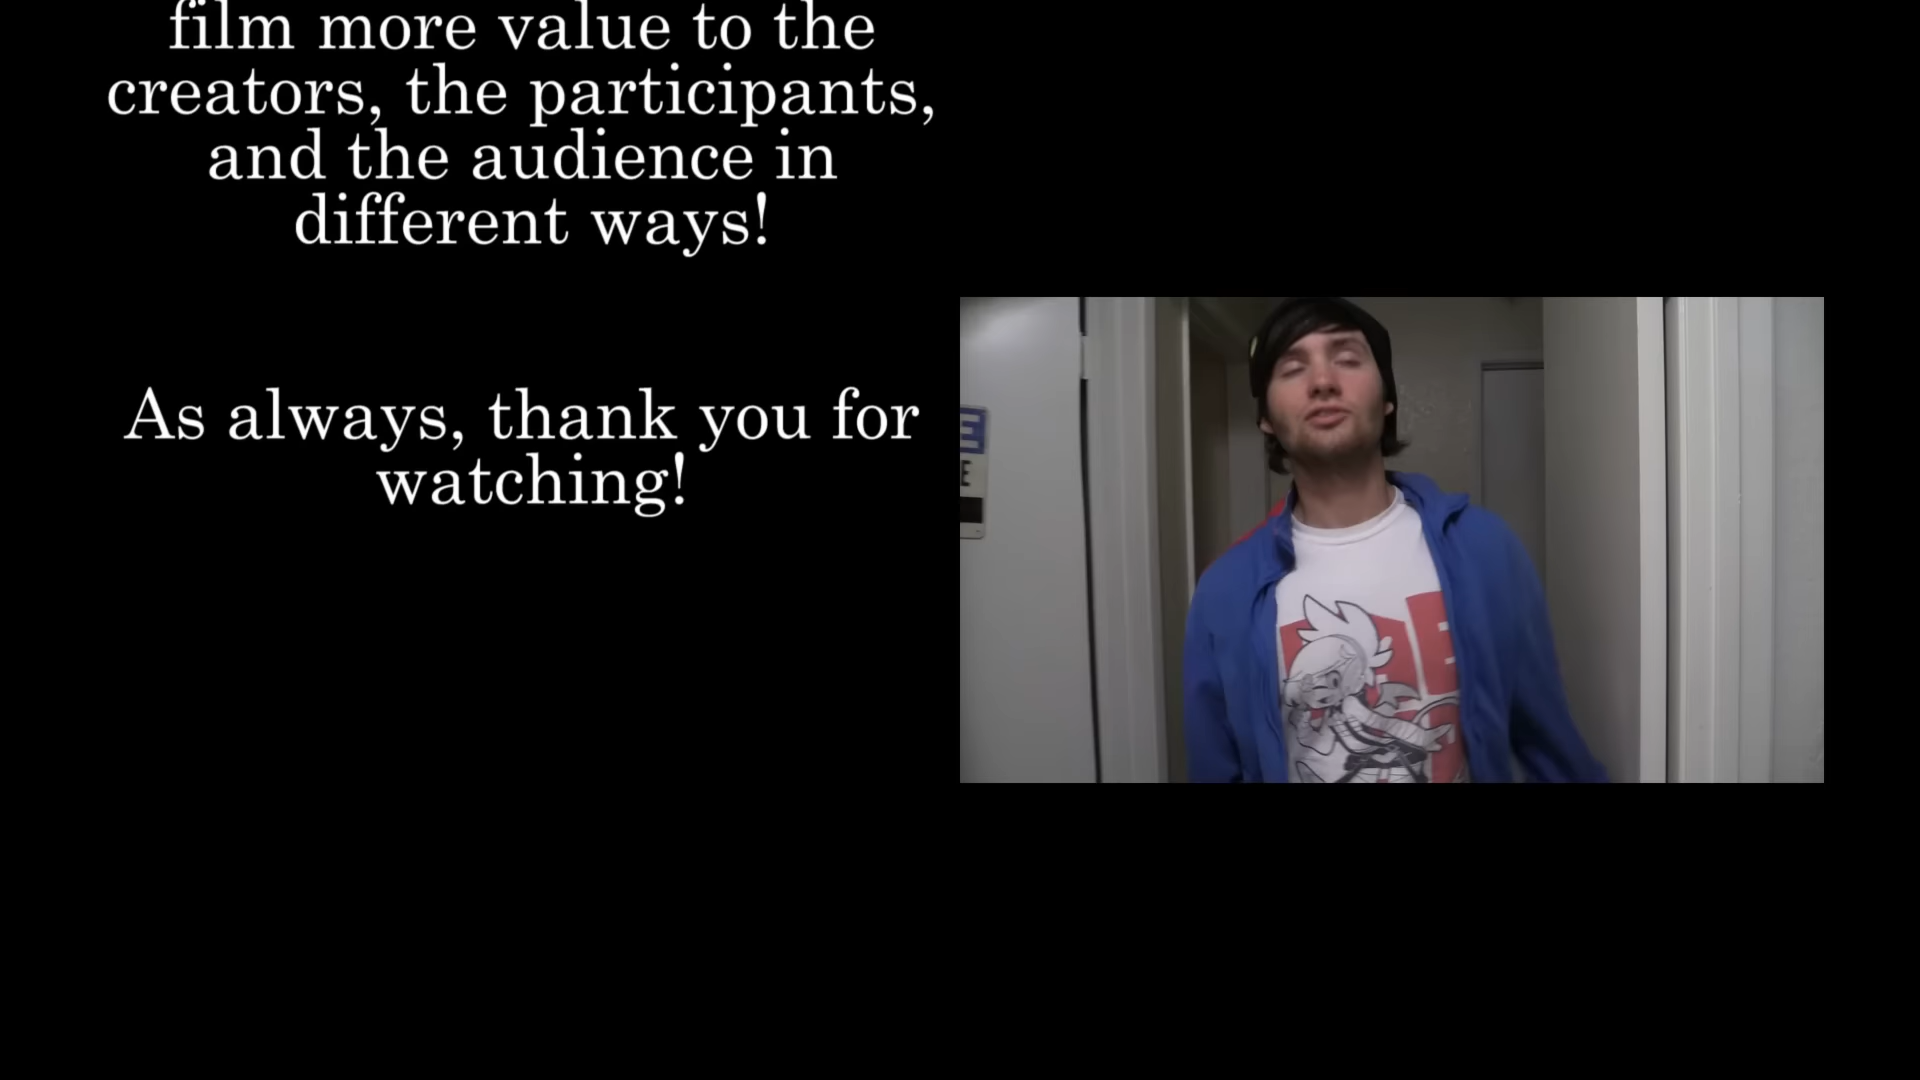 film more value to the
creators, the participants,
and the audience in
different ways!
As always, thank you for
watching!
E
E